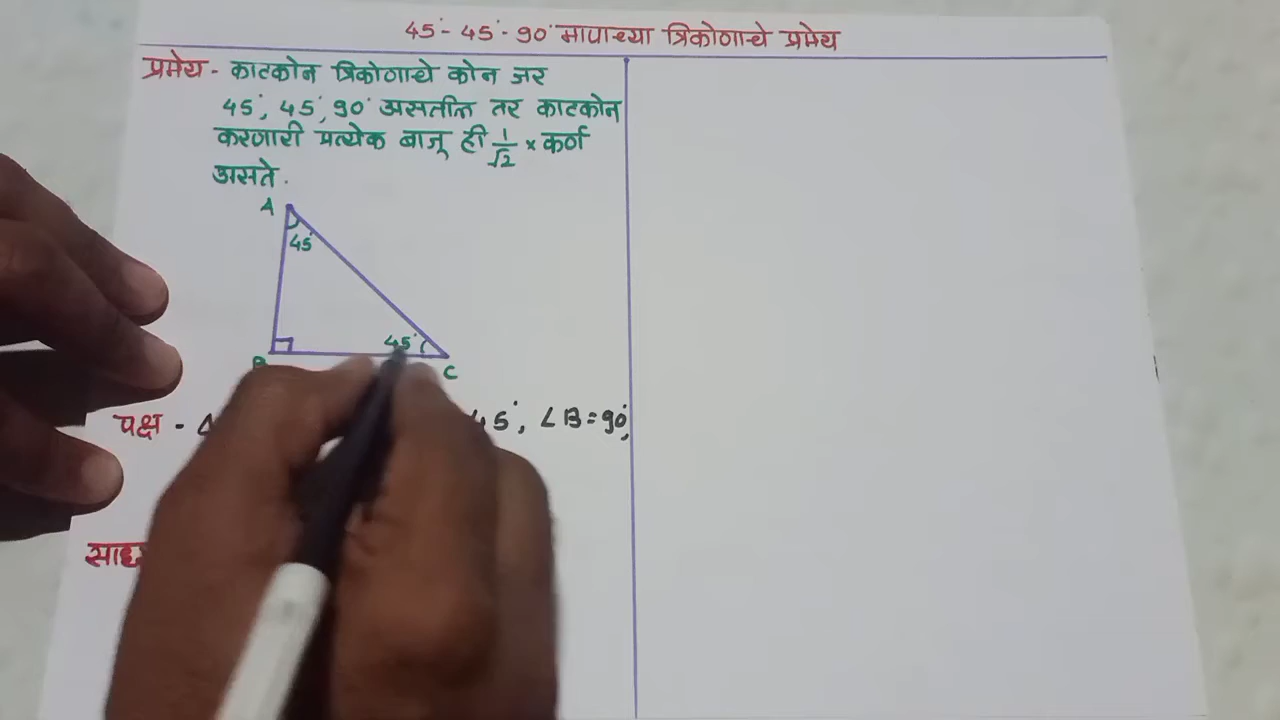 45°- 45°- 90° मापाच्या त्रिकोणाचे प्रमेय
प्रमेय - काटकोन त्रिकोणाचे कोन जर
45°, 45°, 90° असतील तर काटकोन
करणारी प्रत्येक बाजू ही 1/√2 × कर्ण
असते.
A
45°
45°
B
C
पक्ष - 45°, ∠B = 90°,